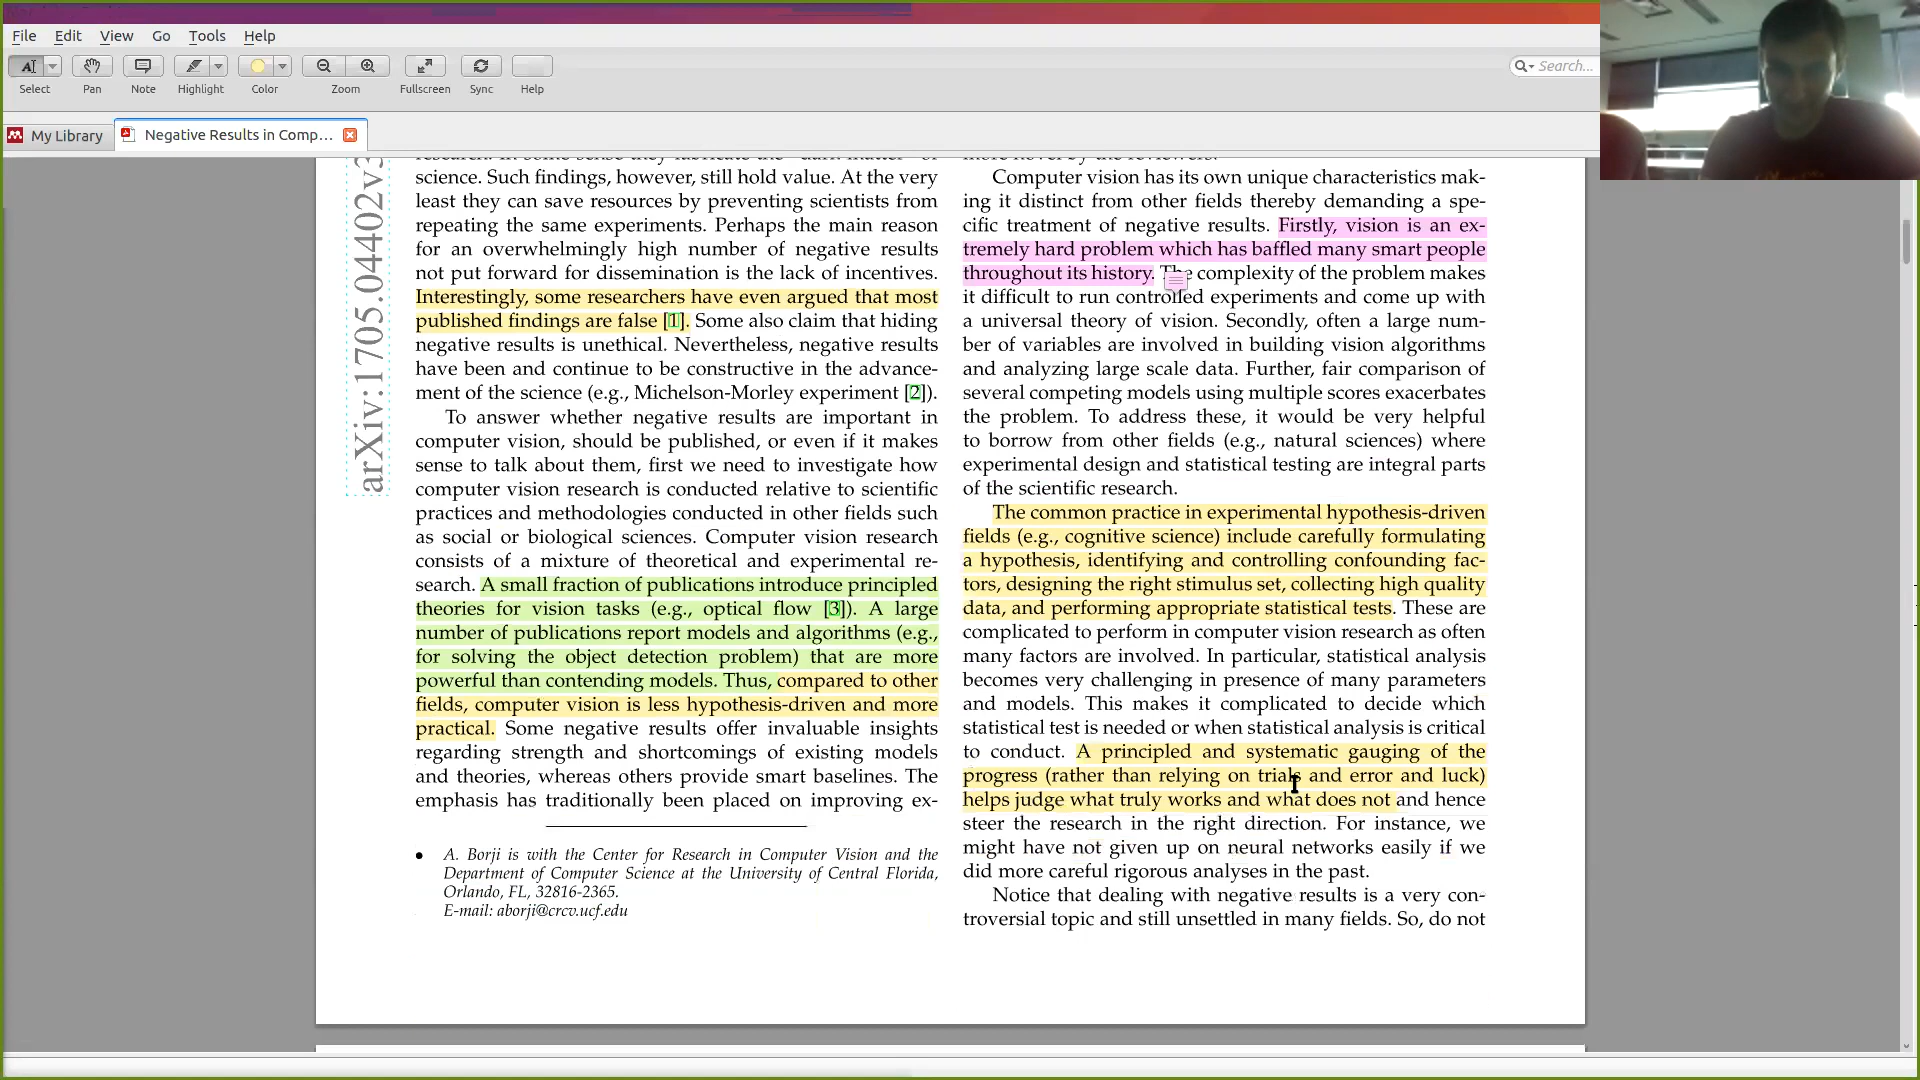 File Edit View Go Tools Help
Search...
Select Pan Note Highlight Color Zoom Fullscreen Sync Help
My Library
Negative Results in Comp...
arXiv:1705.04402v3
science. Such findings, however, still hold value. At the very
least they can save resources by preventing scientists from
repeating the same experiments. Perhaps the main reason
for an overwhelmingly high number of negative results
not put forward for dissemination is the lack of incentives.
Interestingly, some researchers have even argued that most
published findings are false [1]. Some also claim that hiding
negative results is unethical. Nevertheless, negative results
have been and continue to be constructive in the advance-
ment of the science (e.g., Michelson-Morley experiment [2]).
To answer whether negative results are important in
computer vision, should be published, or even if it makes
sense to talk about them, first we need to investigate how
computer vision research is conducted relative to scientific
practices and methodologies conducted in other fields such
as social or biological sciences. Computer vision research
consists of a mixture of theoretical and experimental re-
search. A small fraction of publications introduce principled
theories for vision tasks (e.g., optical flow [3]). A large
number of publications report models and algorithms (e.g.,
for solving the object detection problem) that are more
powerful than contending models. Thus, compared to other
fields, computer vision is less hypothesis-driven and more
practical. Some negative results offer invaluable insights
regarding strength and shortcomings of existing models
and theories, whereas others provide smart baselines. The
emphasis has traditionally been placed on improving ex-
• A. Borji is with the Center for Research in Computer Vision and the
Department of Computer Science at the University of Central Florida,
Orlando, FL, 32816-2365.
E-mail: aborji@crcv.ucf.edu
more novel by the reviewers.
Computer vision has its own unique characteristics mak-
ing it distinct from other fields thereby demanding a spe-
cific treatment of negative results. Firstly, vision is an ex-
tremely hard problem which has baffled many smart people
throughout its history. The complexity of the problem makes
it difficult to run controlled experiments and come up with
a universal theory of vision. Secondly, often a large num-
ber of variables are involved in building vision algorithms
and analyzing large scale data. Further, fair comparison of
several competing models using multiple scores exacerbates
the problem. To address these, it would be very helpful
to borrow from other fields (e.g., natural sciences) where
experimental design and statistical testing are integral parts
of the scientific research.
The common practice in experimental hypothesis-driven
fields (e.g., cognitive science) include carefully formulating
a hypothesis, identifying and controlling confounding fac-
tors, designing the right stimulus set, collecting high quality
data, and performing appropriate statistical tests. These are
complicated to perform in computer vision research as often
many factors are involved. In particular, statistical analysis
becomes very challenging in presence of many parameters
and models. This makes it complicated to decide which
statistical test is needed or when statistical analysis is critical
to conduct. A principled and systematic gauging of the
progress (rather than relying on trials and error and luck)
helps judge what truly works and what does not and hence
steer the research in the right direction. For instance, we
might have not given up on neural networks easily if we
did more careful rigorous analyses in the past.
Notice that dealing with negative results is a very con-
troversial topic and still unsettled in many fields. So, do not